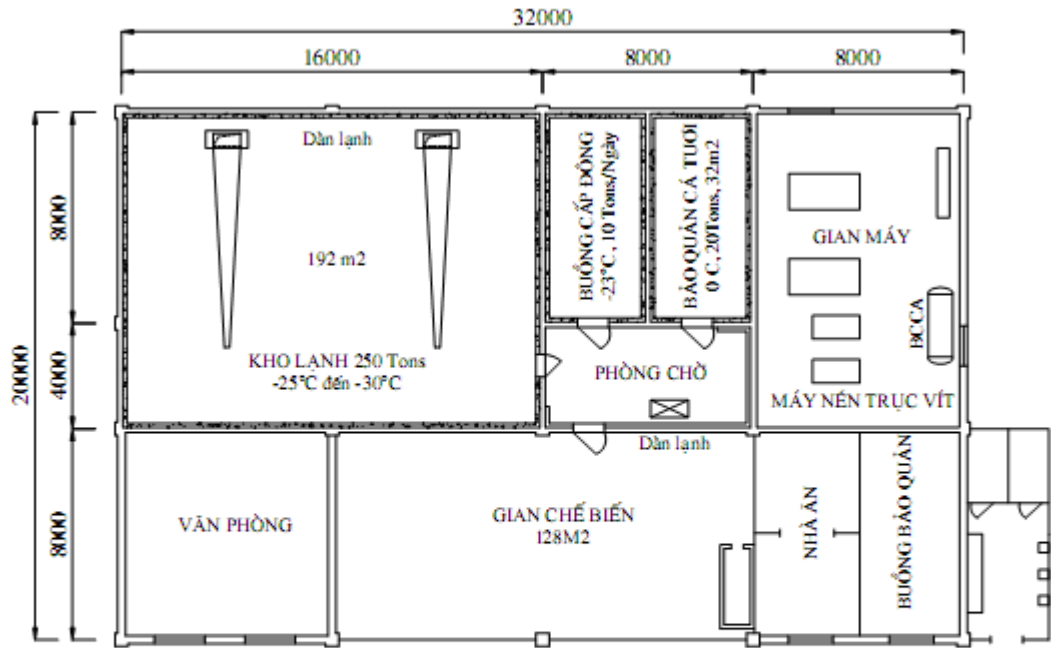 32000
16000
8000
8000
20000
8000
4000
8000
Dàn lạnh
192 m2
KHO LẠNH 250 Tons
-25°C đến -30°C
BUỒNG CẤP ĐÔNG
-23°C , 10 Tons/Ngày
BẢO QUẢN CÁ TƯƠI
0 C, 20Tons, 32m2
GIAN MÁY
BCCA
MÁY NÉN TRỤC VÍT
PHÒNG CHỜ
Dàn lạnh
VĂN PHÒNG
GIAN CHẾ BIẾN
128M2
NHÀ ĂN
BUỒNG BẢO QUẢN